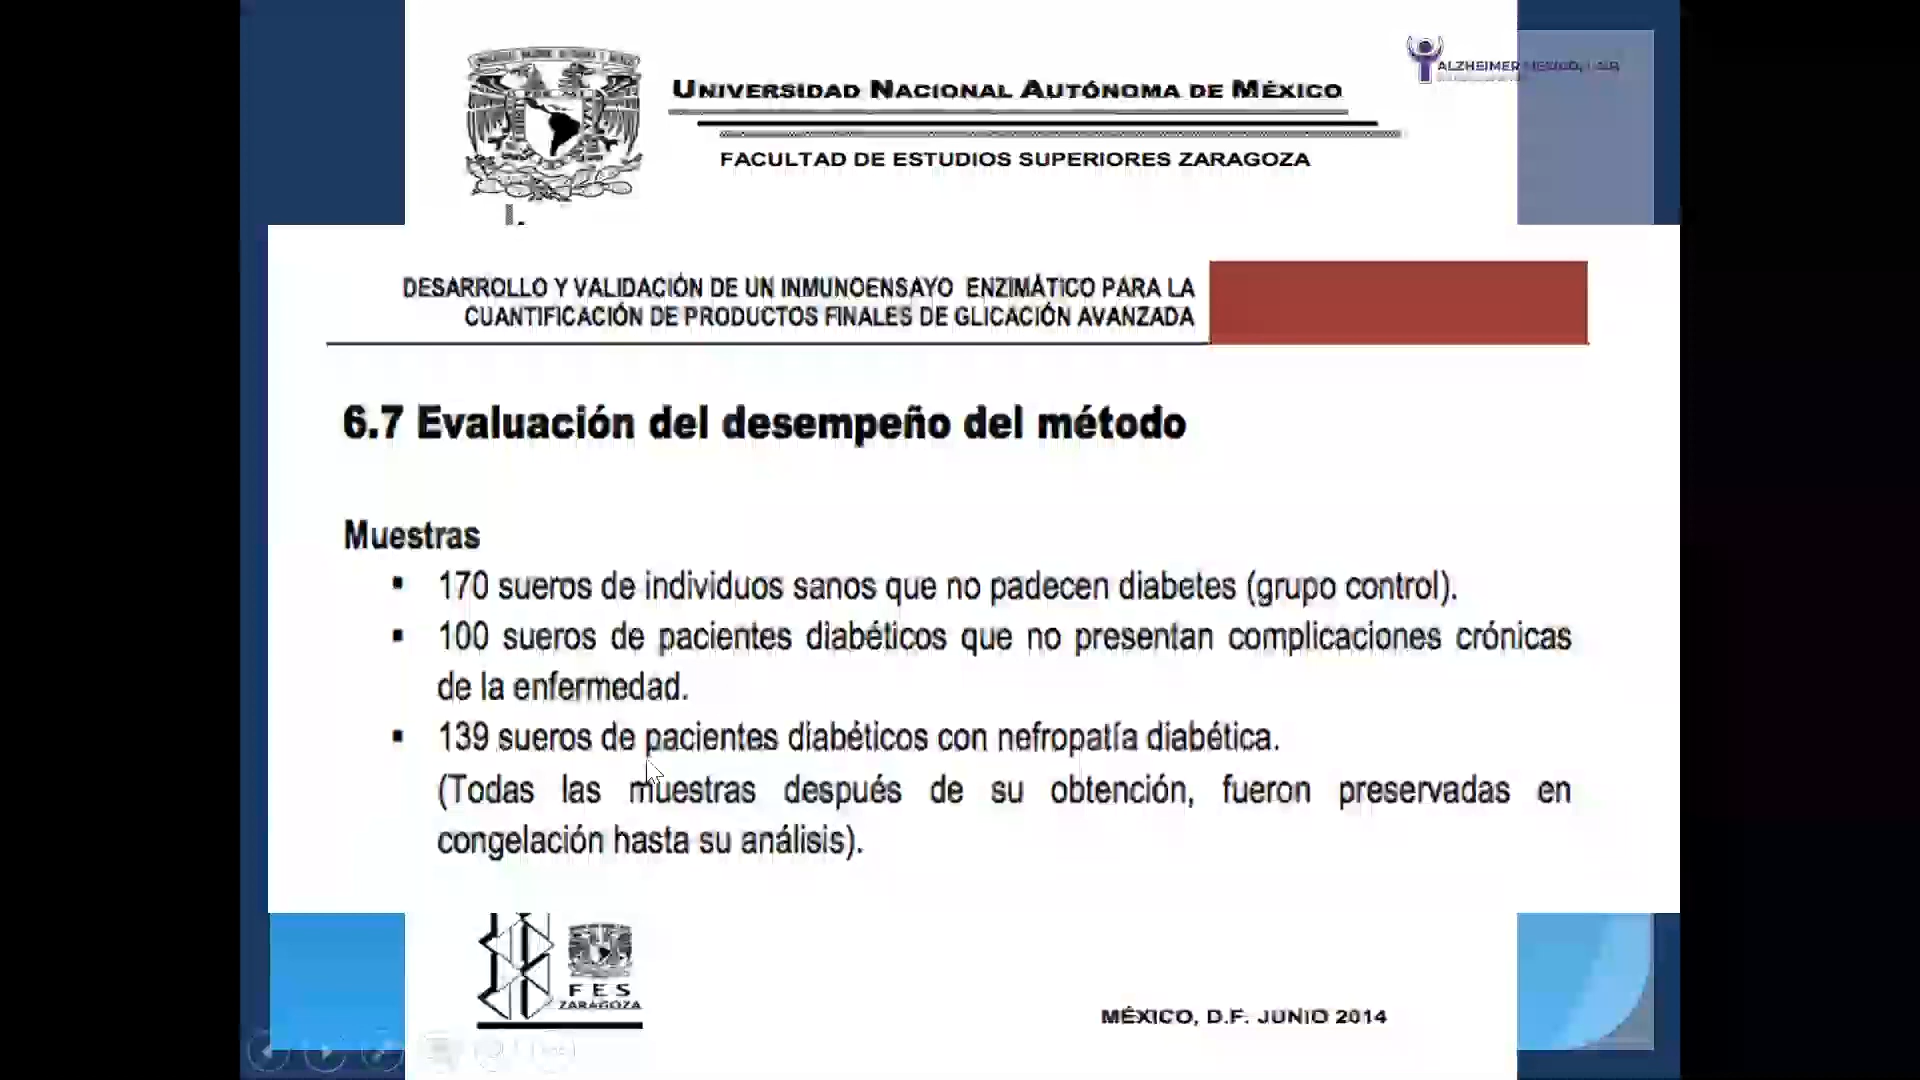 UNIVERSIDAD NACIONAL AUTÓNOMA DE MÉXICO
ALZHEIMER MÉXICO, I.A.P.
FACULTAD DE ESTUDIOS SUPERIORES ZARAGOZA
DESARROLLO Y VALIDACIÓN DE UN INMUNOENSAYO ENZIMÁTICO PARA LA
CUANTIFICACIÓN DE PRODUCTOS FINALES DE GLICACIÓN AVANZADA
6.7 Evaluación del desempeño del método
Muestras
▪ 170 sueros de individuos sanos que no padecen diabetes (grupo control).
▪ 100 sueros de pacientes diabéticos que no presentan complicaciones crónicas
de la enfermedad.
▪ 139 sueros de pacientes diabéticos con nefropatía diabética.
(Todas las muestras después de su obtención, fueron preservadas en
congelación hasta su análisis).
FES
ZARAGOZA
MÉXICO, D.F. JUNIO 2014